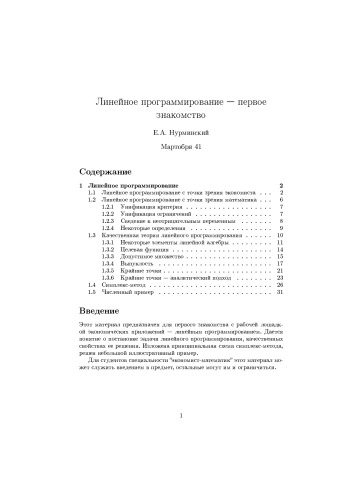 Линейное программирование — первое
знакомство
Е.А. Нурминский
Мартобря 41
Содержание
1 Линейное программирование 2
1.1 Линейное программирование с точки зрения экономиста . . . 2
1.2 Линейное программирование с точки зрения математика . . . 6
1.2.1 Унификация критерия . . . . . . . . . . . . . . . . . . 7
1.2.2 Унификация ограничений . . . . . . . . . . . . . . . . 7
1.2.3 Сведение к неотрицательным переменным . . . . . . . 8
1.2.4 Некоторые определения . . . . . . . . . . . . . . . . . 9
1.3 Качественная теория линейного программирования . . . . . . 10
1.3.1 Некоторые элементы линейной алгебры . . . . . . . . 11
1.3.2 Целевая функция . . . . . . . . . . . . . . . . . . . . . 14
1.3.3 Допустимое множество . . . . . . . . . . . . . . . . . . 15
1.3.4 Выпуклость . . . . . . . . . . . . . . . . . . . . . . . . 17
1.3.5 Крайние точки . . . . . . . . . . . . . . . . . . . . . . 21
1.3.6 Крайние точки — аналитический подход . . . . . . . . 23
1.4 Симплекс-метод . . . . . . . . . . . . . . . . . . . . . . . . . . 26
1.5 Численный пример . . . . . . . . . . . . . . . . . . . . . . . . 31
Введение
Этот материал предназначен для первого знакомства с рабочей лошад-
кой экономических приложений — линейным программированием. Дается
понятие о постановке задачи линейного программирования, качественных
свойствах ее решения. Изложена принципиальная схема симплекс-метода,
решен небольшой иллюстративный пример.
Для студентов специальности "экономист-математик" этот материал мо-
жет служить введением в предмет, остальные могут им и ограничиться.
1